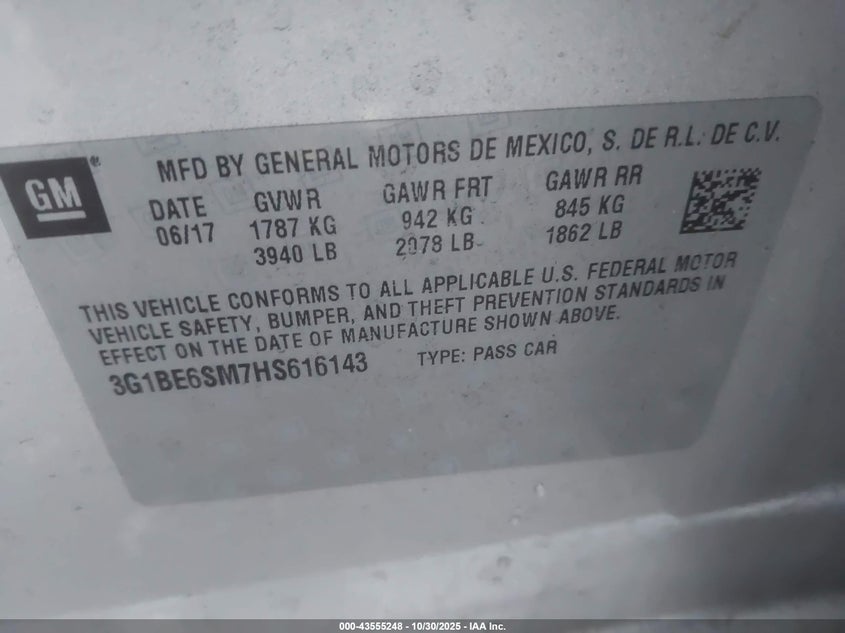 MFD BY GENERAL MOTORS DE MEXICO, S. DE R.L. DE C.V.
GM ®
DATE GVWR GAWR FRT GAWR RR
06/17 1787 KG 942 KG 845 KG
3940 LB 2078 LB 1862 LB
THIS VEHICLE CONFORMS TO ALL APPLICABLE U.S. FEDERAL MOTOR
VEHICLE SAFETY, BUMPER, AND THEFT PREVENTION STANDARDS IN
EFFECT ON THE DATE OF MANUFACTURE SHOWN ABOVE.
3G1BE6SM7HS616143 TYPE: PASS CAR
000-43555248 - 10/30/2025 - IAA Inc.